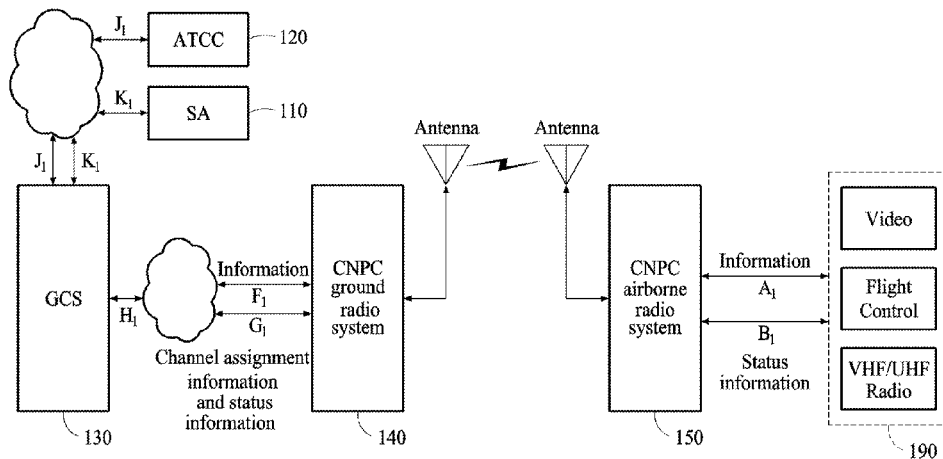 J1
ATCC
120
K1
SA
110
J1
K1
Antenna
Antenna
GCS
H1
Information
F1
G1
Channel assignment
information
and status
information
CNPC
ground
radio
system
CNPC
airborne
radio
system
Information
A1
B1
Status
information
Video
Flight
Control
VHF/UHF
Radio
130
140
150
190